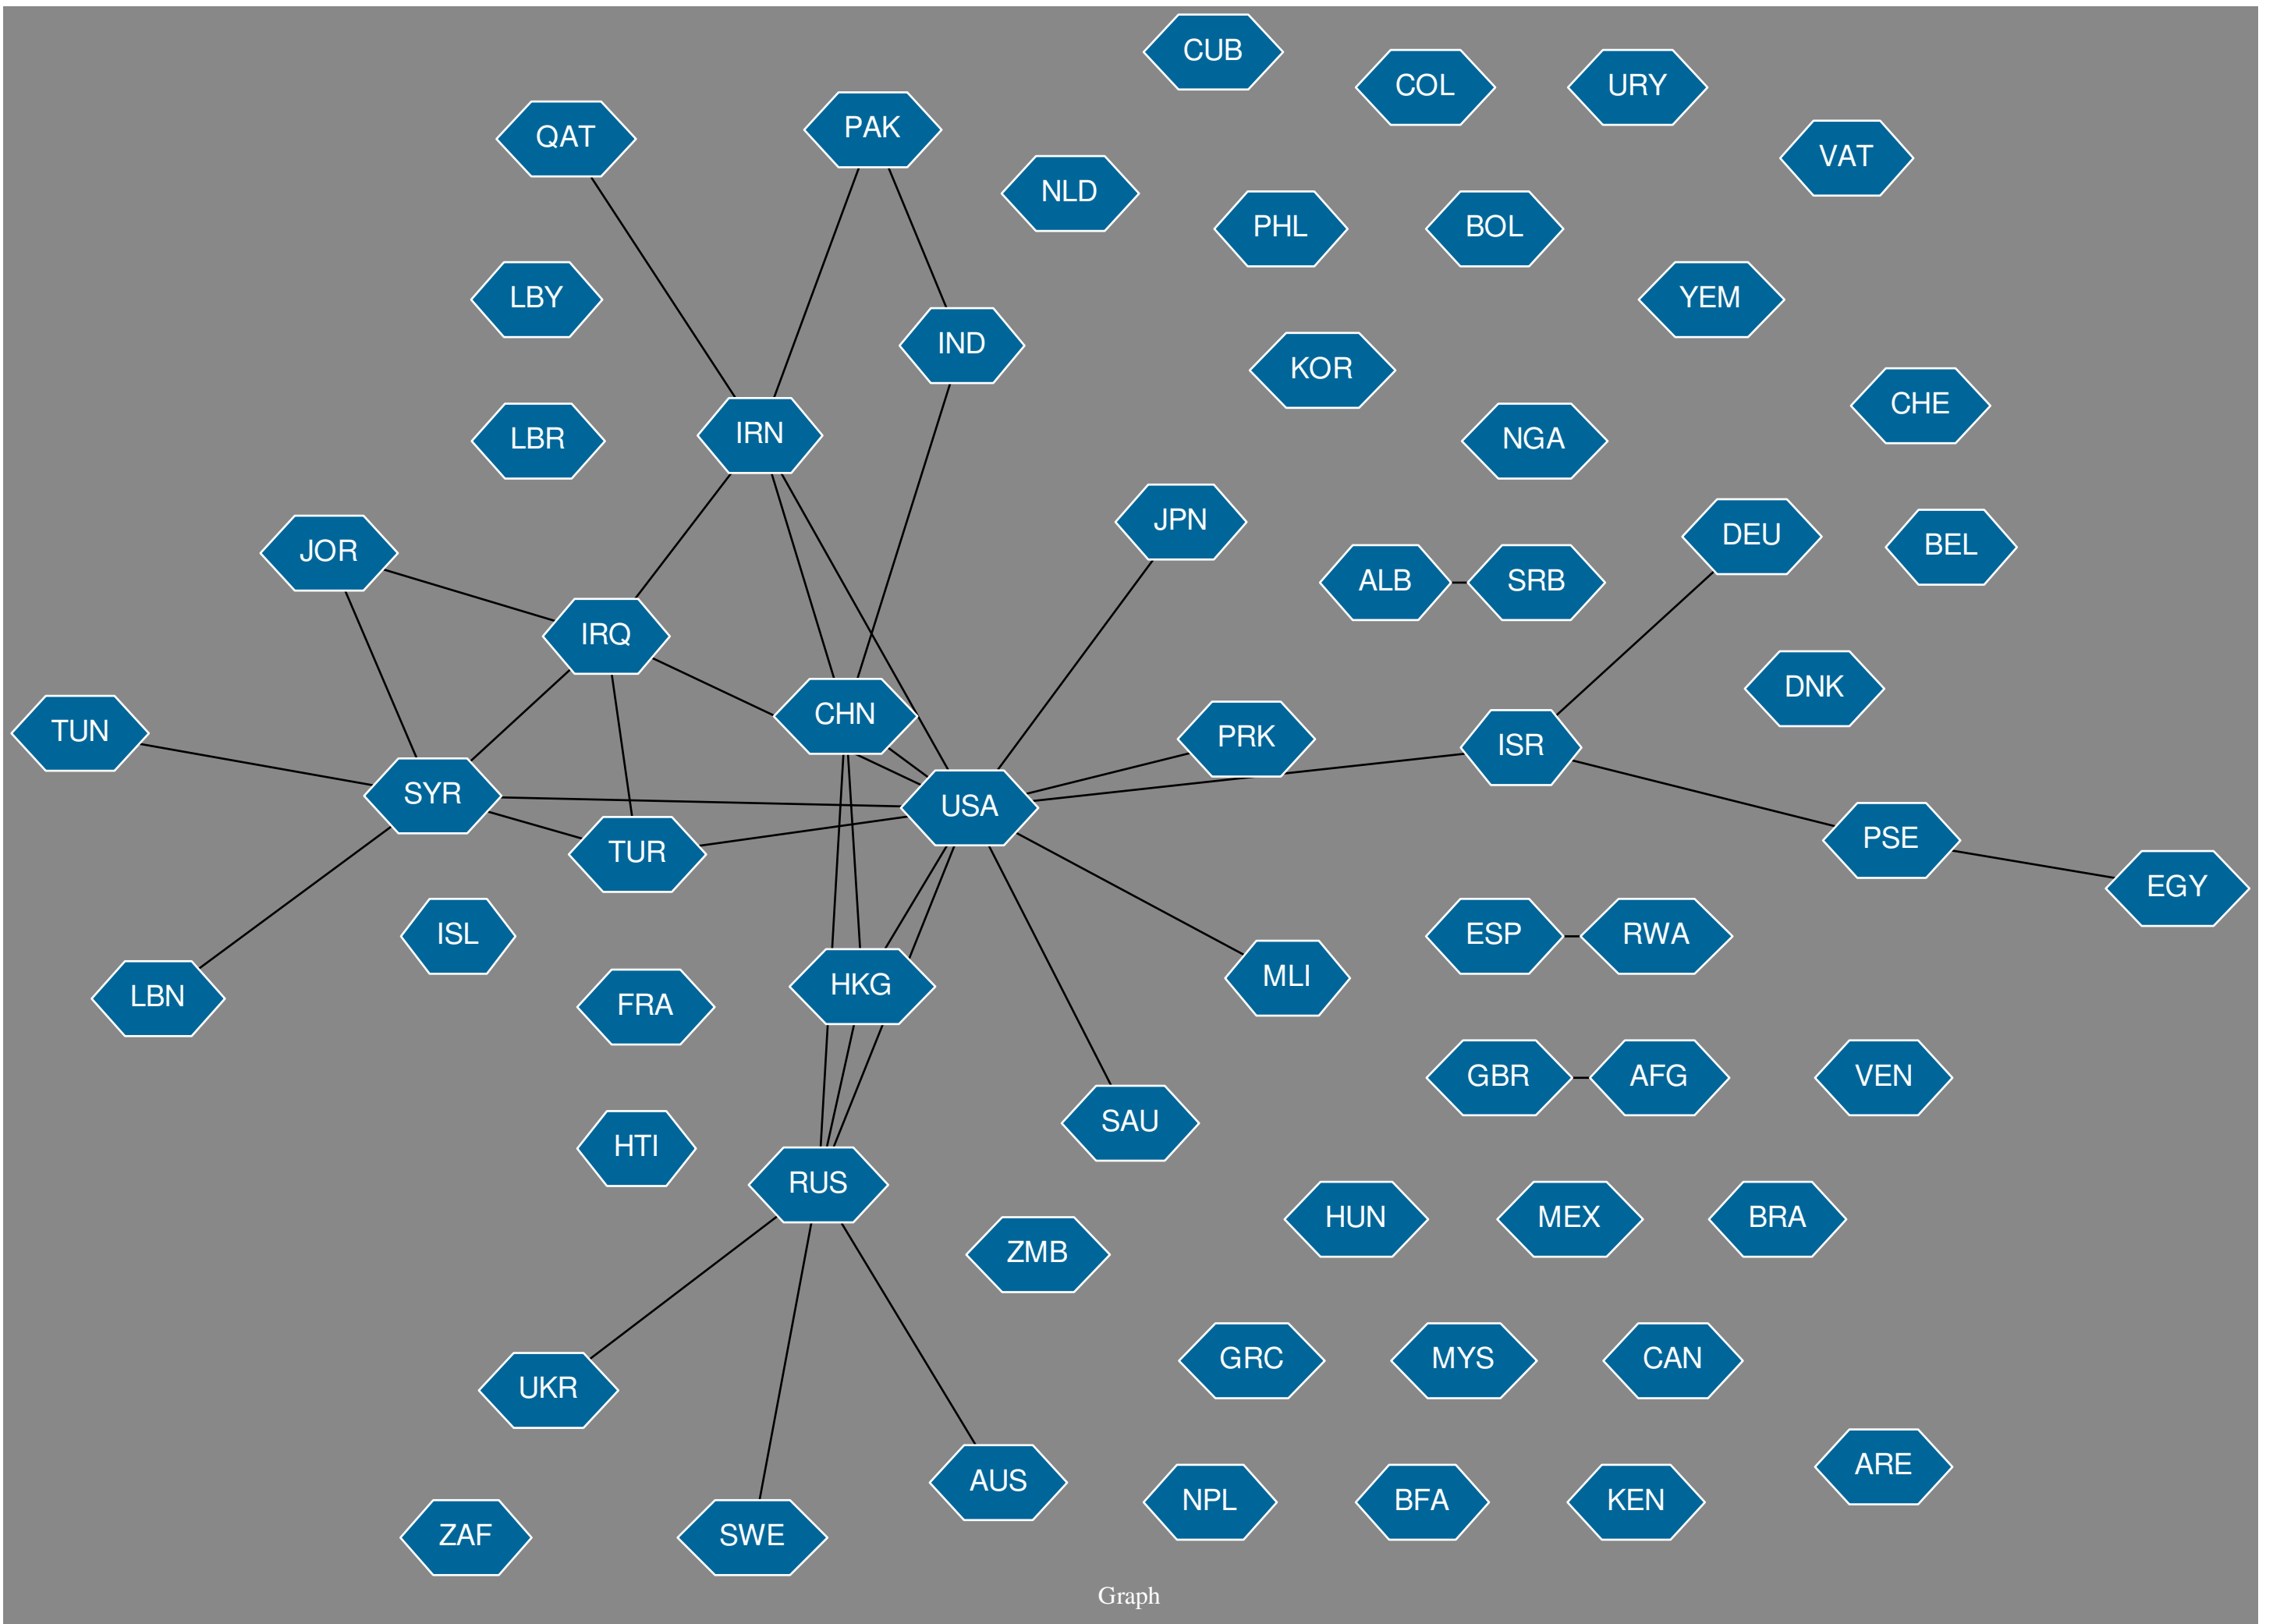 CUB
COL
URY
QAT
PAK
VAT
NLD
PHL
BOL
LBY
YEM
IND
KOR
CHE
IRN
LBR
NGA
JPN
DEU
BEL
JOR
ALB
SRB
IRQ
DNK
CHN
TUN
PRK
ISR
SYR
USA
PSE
TUR
EGY
ISL
ESP
RWA
MLI
HKG
LBN
FRA
GBR
AFG
VEN
SAU
HTI
RUS
HUN
MEX
BRA
ZMB
GRC
MYS
CAN
UKR
ARE
AUS
NPL
BFA
KEN
ZAF
SWE
Graph